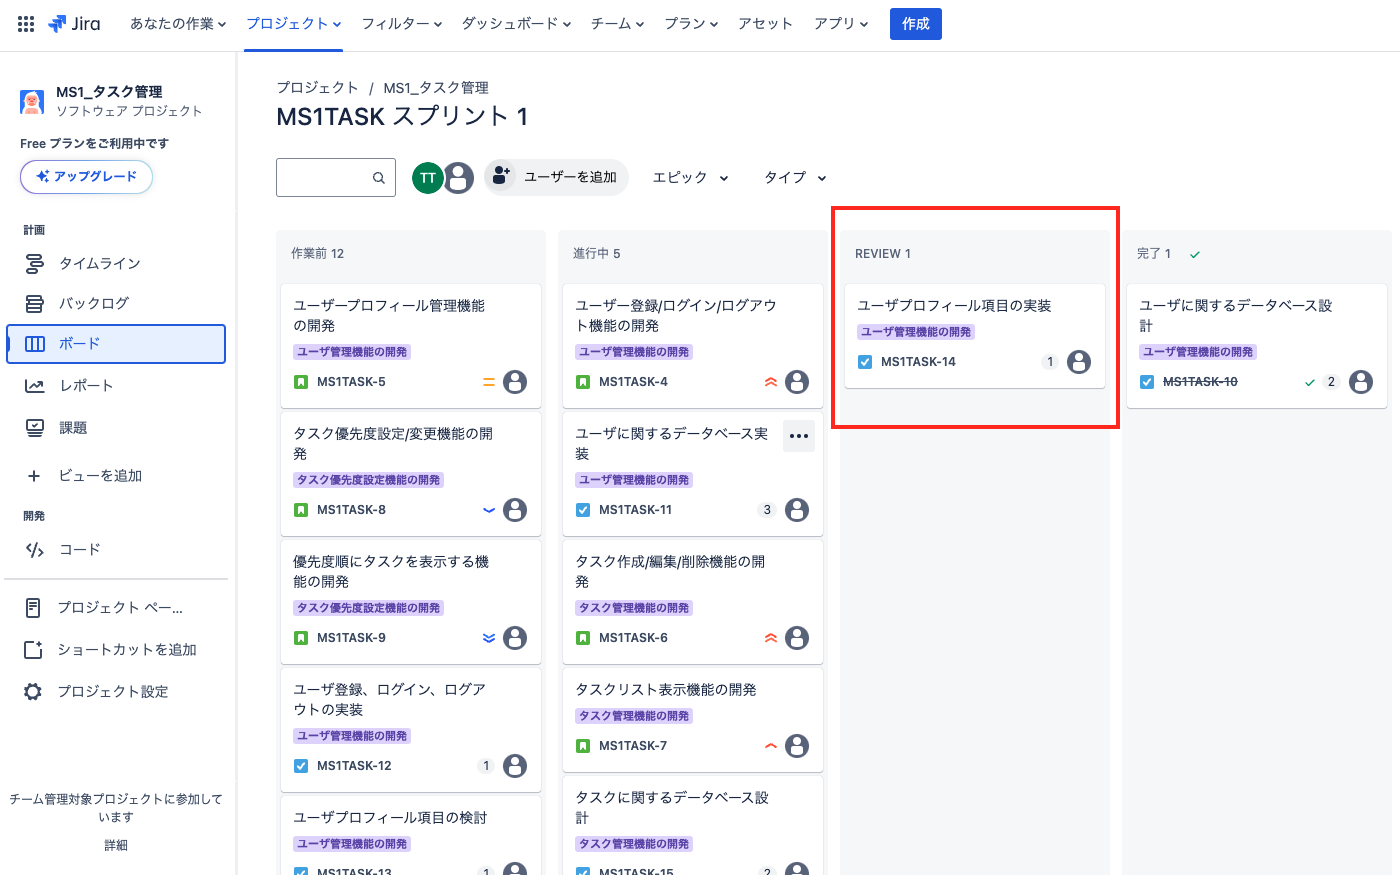 Jira
あなたの作業
プロジェクト
フィルター
ダッシュボード
チーム
プラン
アセット
アプリ
作成
MS1_タスク管理
ソフトウェア プロジェクト
Free プランをご利用中です
アップグレード
計画
タイムライン
バックログ
ボード
レポート
課題
ビューを追加
開発
コード
プロジェクト ペー...
ショートカットを追加
プロジェクト設定
チーム管理対象プロジェクトに参加して
います
詳細
プロジェクト / MS1_タスク管理
MS1TASK スプリント 1
TT
ユーザーを追加
エピック
タイプ
作業前 12
ユーザープロフィール管理機能
の開発
ユーザ管理機能の開発
MS1TASK-5
タスク優先度設定/変更機能の開
発
タスク優先度設定機能の開発
MS1TASK-8
優先度順にタスクを表示する機
能の開発
タスク優先度設定機能の開発
MS1TASK-9
ユーザ登録、ログイン、ログア
ウトの実装
ユーザ管理機能の開発
MS1TASK-12 1
ユーザプロフィール項目の検討
ユーザ管理機能の開発
MS1TASK-13 1
進行中 5
ユーザー登録/ログイン/ログアウ
ト機能の開発
ユーザ管理機能の開発
MS1TASK-4
ユーザに関するデータベース実
装
ユーザ管理機能の開発
MS1TASK-11 3
タスク作成/編集/削除機能の開
発
タスク管理機能の開発
MS1TASK-6
タスクリスト表示機能の開発
タスク管理機能の開発
MS1TASK-7
タスクに関するデータベース設
計
タスク管理機能の開発
MS1TASK-15 2
REVIEW 1
ユーザプロフィール項目の実装
ユーザ管理機能の開発
MS1TASK-14 1
完了 1
ユーザに関するデータベース設
計
ユーザ管理機能の開発
MS1TASK-10 2